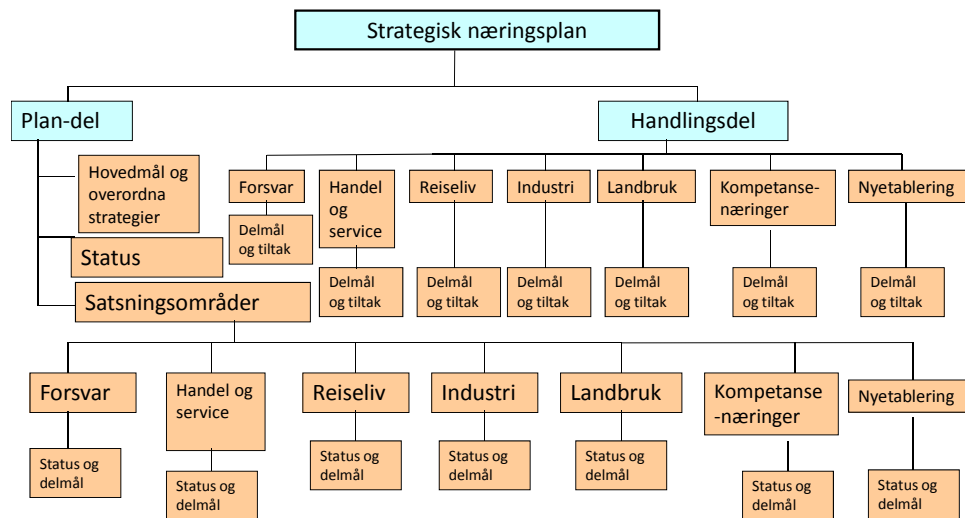 Strategisk næringsplan
Plan-del
Handlingsdel
Hovedmål og
overordna
strategier
Status
Satsningsområder
Forsvar
Delmål
og tiltak
Handel
og
service
Delmål
og tiltak
Reiseliv
Delmål
og tiltak
Industri
Delmål
og tiltak
Landbruk
Delmål
og tiltak
Kompetanse-
næringer
Delmål
og tiltak
Nyetablering
Delmål
og tiltak
Forsvar
Status og
delmål
Handel og
service
Status og
delmål
Reiseliv
Status og
delmål
Industri
Status og
delmål
Landbruk
Status og
delmål
Kompetanse
-næringer
Status og
delmål
Nyetablering
Status og
delmål